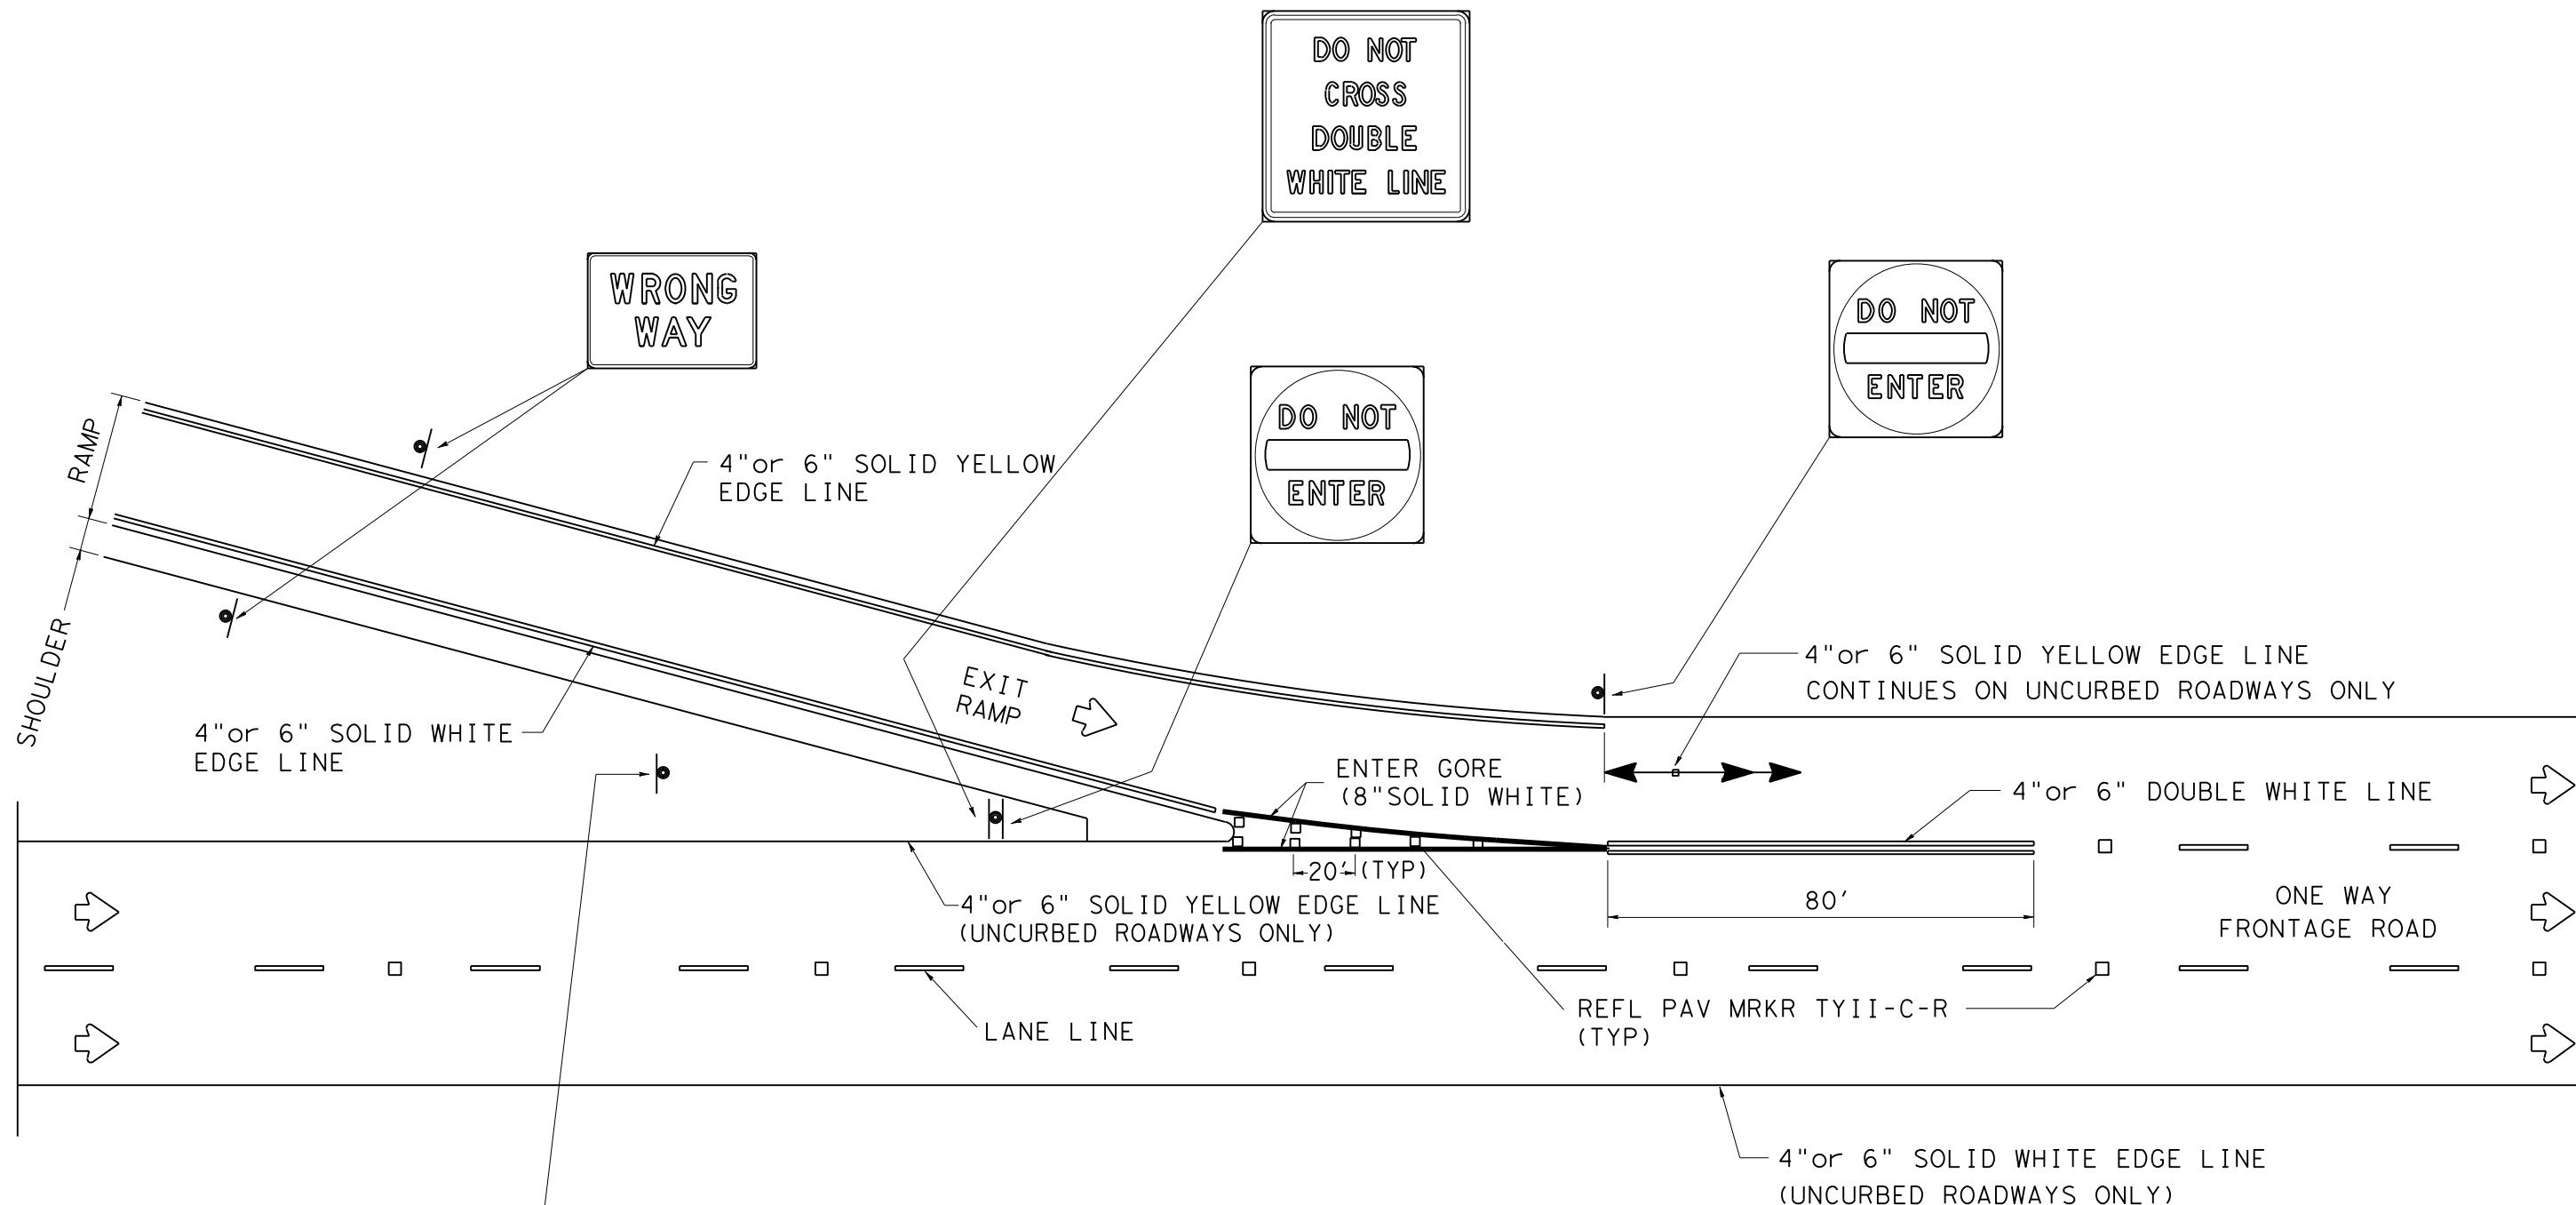 DO NOT
CROSS
DOUBLE
WHITE LINE
WRONG
WAY
DO NOT
ENTER
DO NOT
ENTER
RAMP
4"or 6" SOLID YELLOW
EDGE LINE
SHOULDER
4"or 6" SOLID WHITE
EDGE LINE
EXIT
RAMP
4"or 6" SOLID YELLOW EDGE LINE
CONTINUES ON UNCURBED ROADWAYS ONLY
ENTER GORE
(8"SOLID WHITE)
4"or 6" DOUBLE WHITE LINE
20'(TYP)
80'
4"or 6" SOLID YELLOW EDGE LINE
(UNCURBED ROADWAYS ONLY)
ONE WAY
FRONTAGE ROAD
LANE LINE
REFL PAV MRKR TYII-C-R
(TYP)
4"or 6" SOLID WHITE EDGE LINE
(UNCURBED ROADWAYS ONLY)